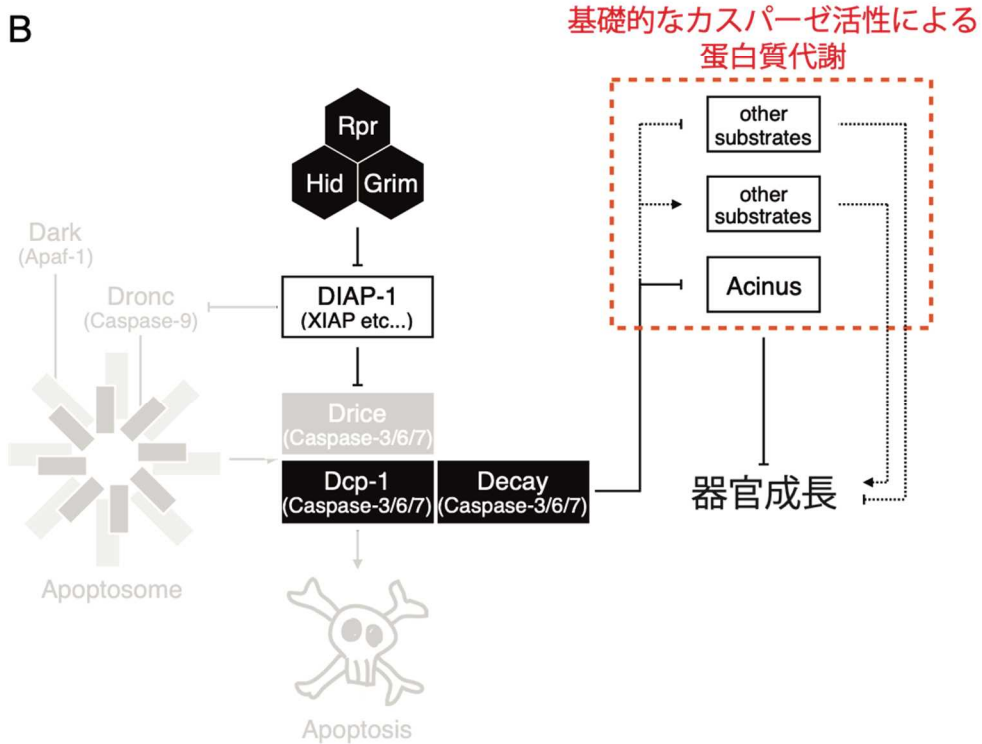 B
基礎的なカスパーゼ活性による
蛋白質代謝
Rpr
Hid
Grim
other
substrates
other
substrates
Acinus
Dark
(Apaf-1)
Dronc
(Caspase-9)
DIAP-1
(XIAP etc...)
Drice
(Caspase-3/6/7)
Dcp-1
(Caspase-3/6/7)
Decay
(Caspase-3/6/7)
器官成長
Apoptosome
Apoptosis